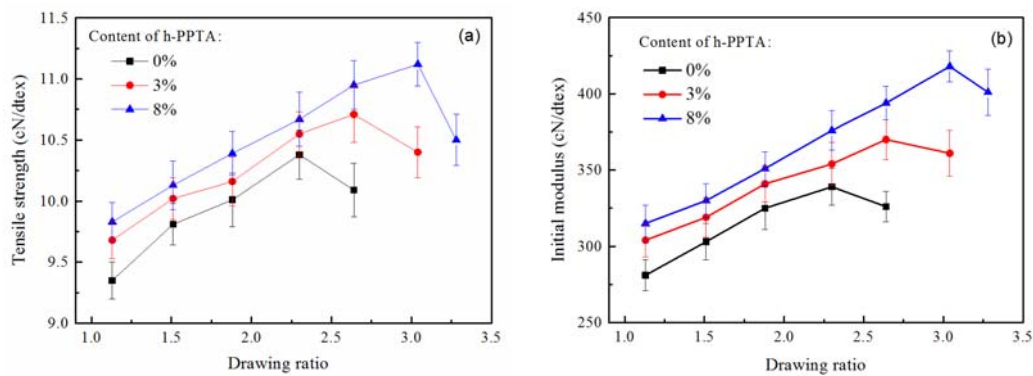 (a)
Content of h-PPTA:
0%
3%
8%
Tensile strength (cN/dtex)
11.5
11.0
10.5
10.0
9.5
9.0
1.0 1.5 2.0 2.5 3.0 3.5
Drawing ratio
(b)
Content of h-PPTA:
0%
3%
8%
Initial modulus (cN/dtex)
450
400
350
300
250
1.0 1.5 2.0 2.5 3.0 3.5
Drawing ratio